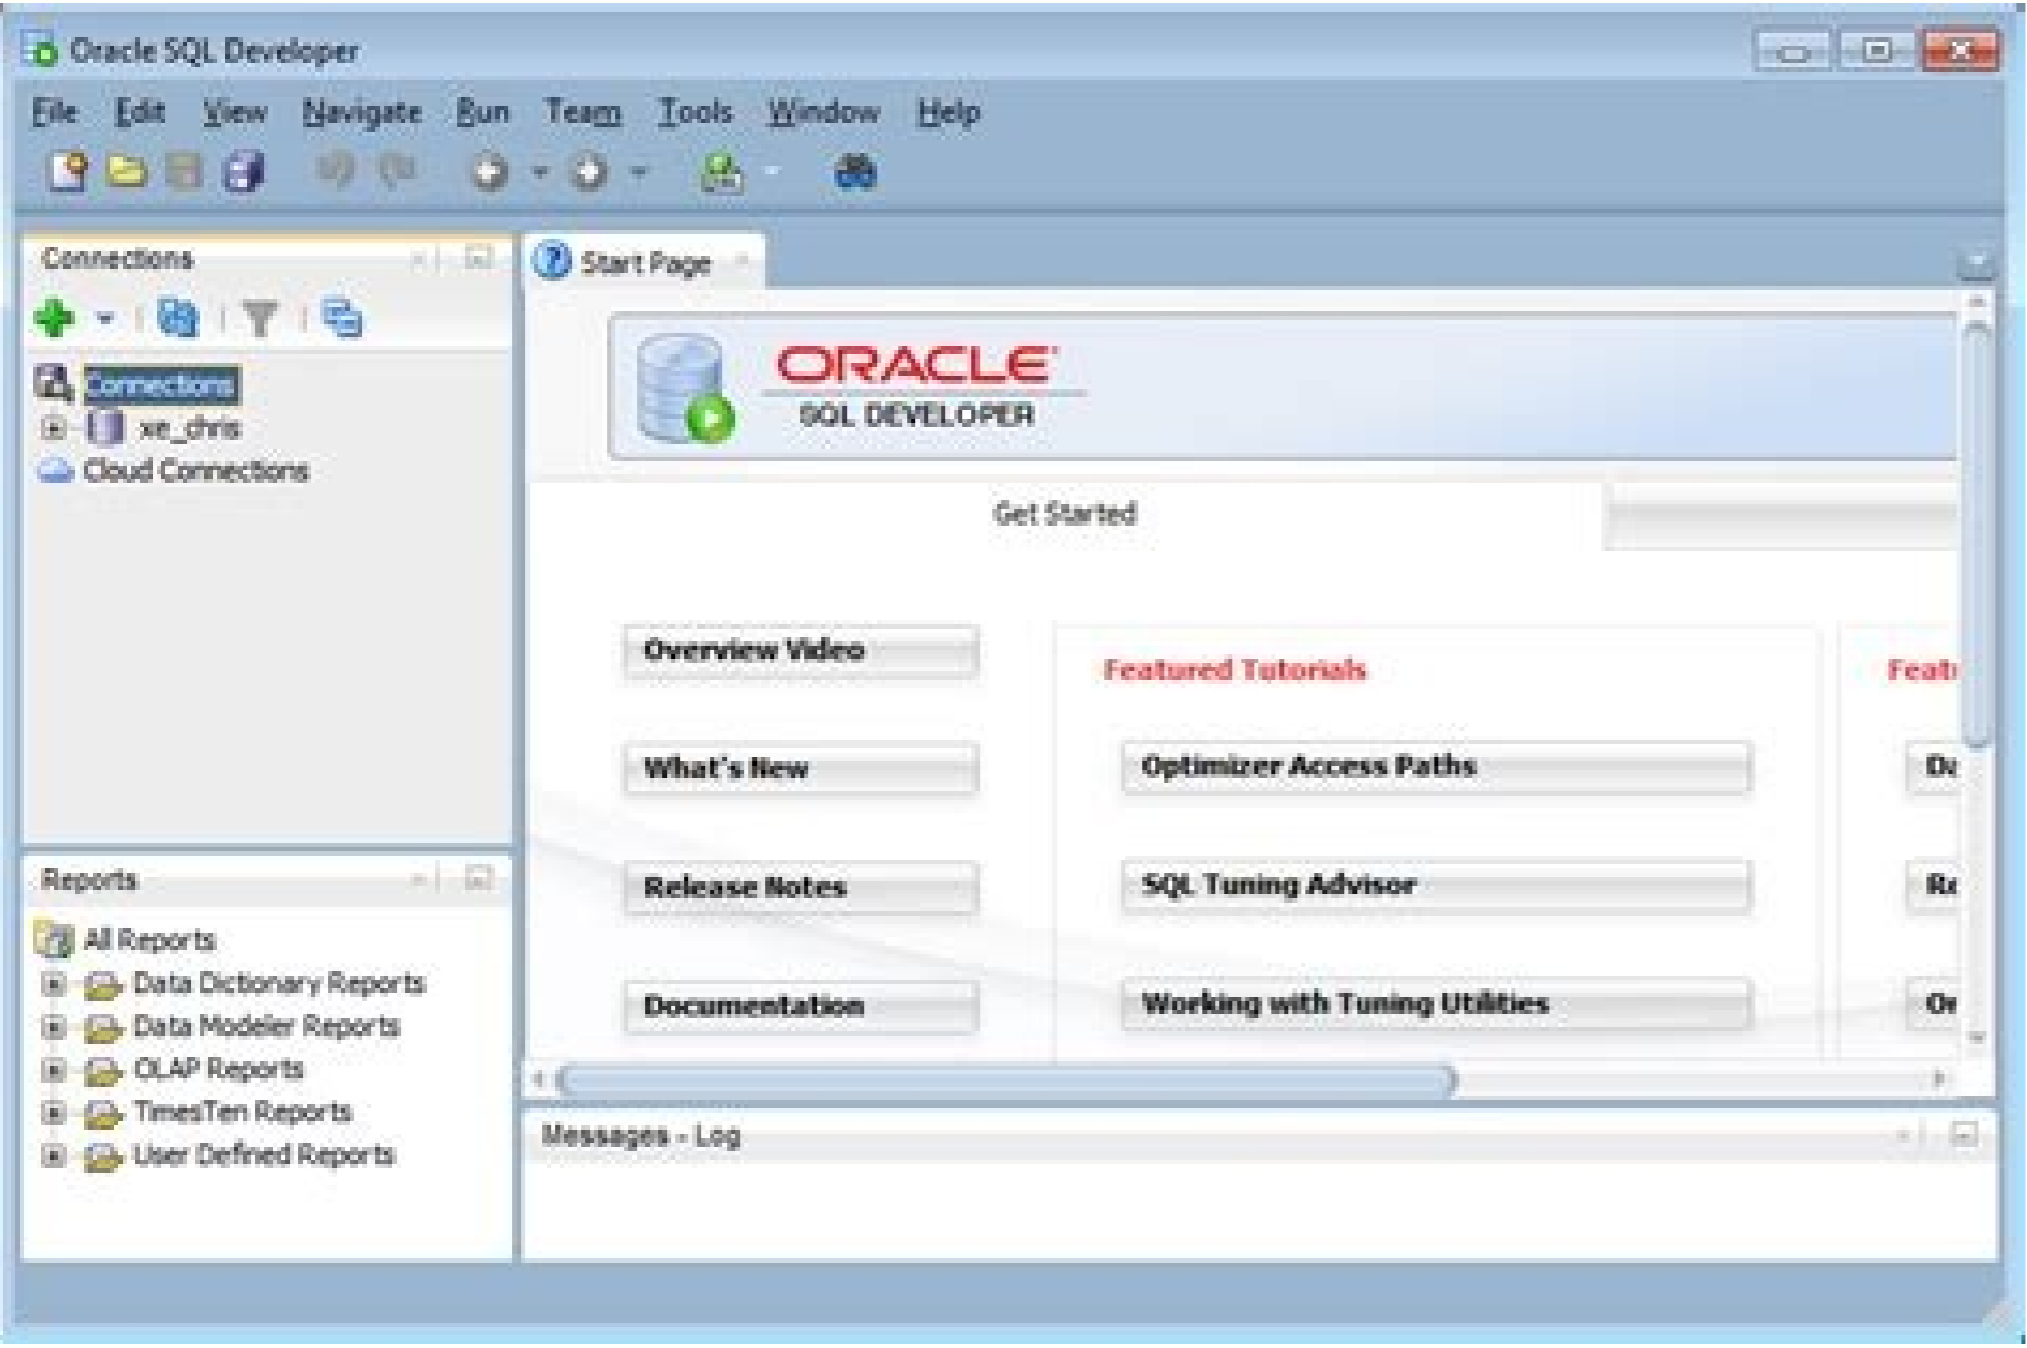 Oracle SQL Developer
File Edit View Navigate Run Team Tools Window Help
Connections
Connections
xe_chris
Cloud Connections
Reports
All Reports
Data Dictionary Reports
Data Modeler Reports
OLAP Reports
TimesTen Reports
User Defined Reports
Start Page
ORACLE
SQL DEVELOPER
Get Started
Overview Video
What's New
Release Notes
Documentation
Featured Tutorials
Optimizer Access Paths
SQL Tuning Advisor
Working with Tuning Utilities
Messages - Log